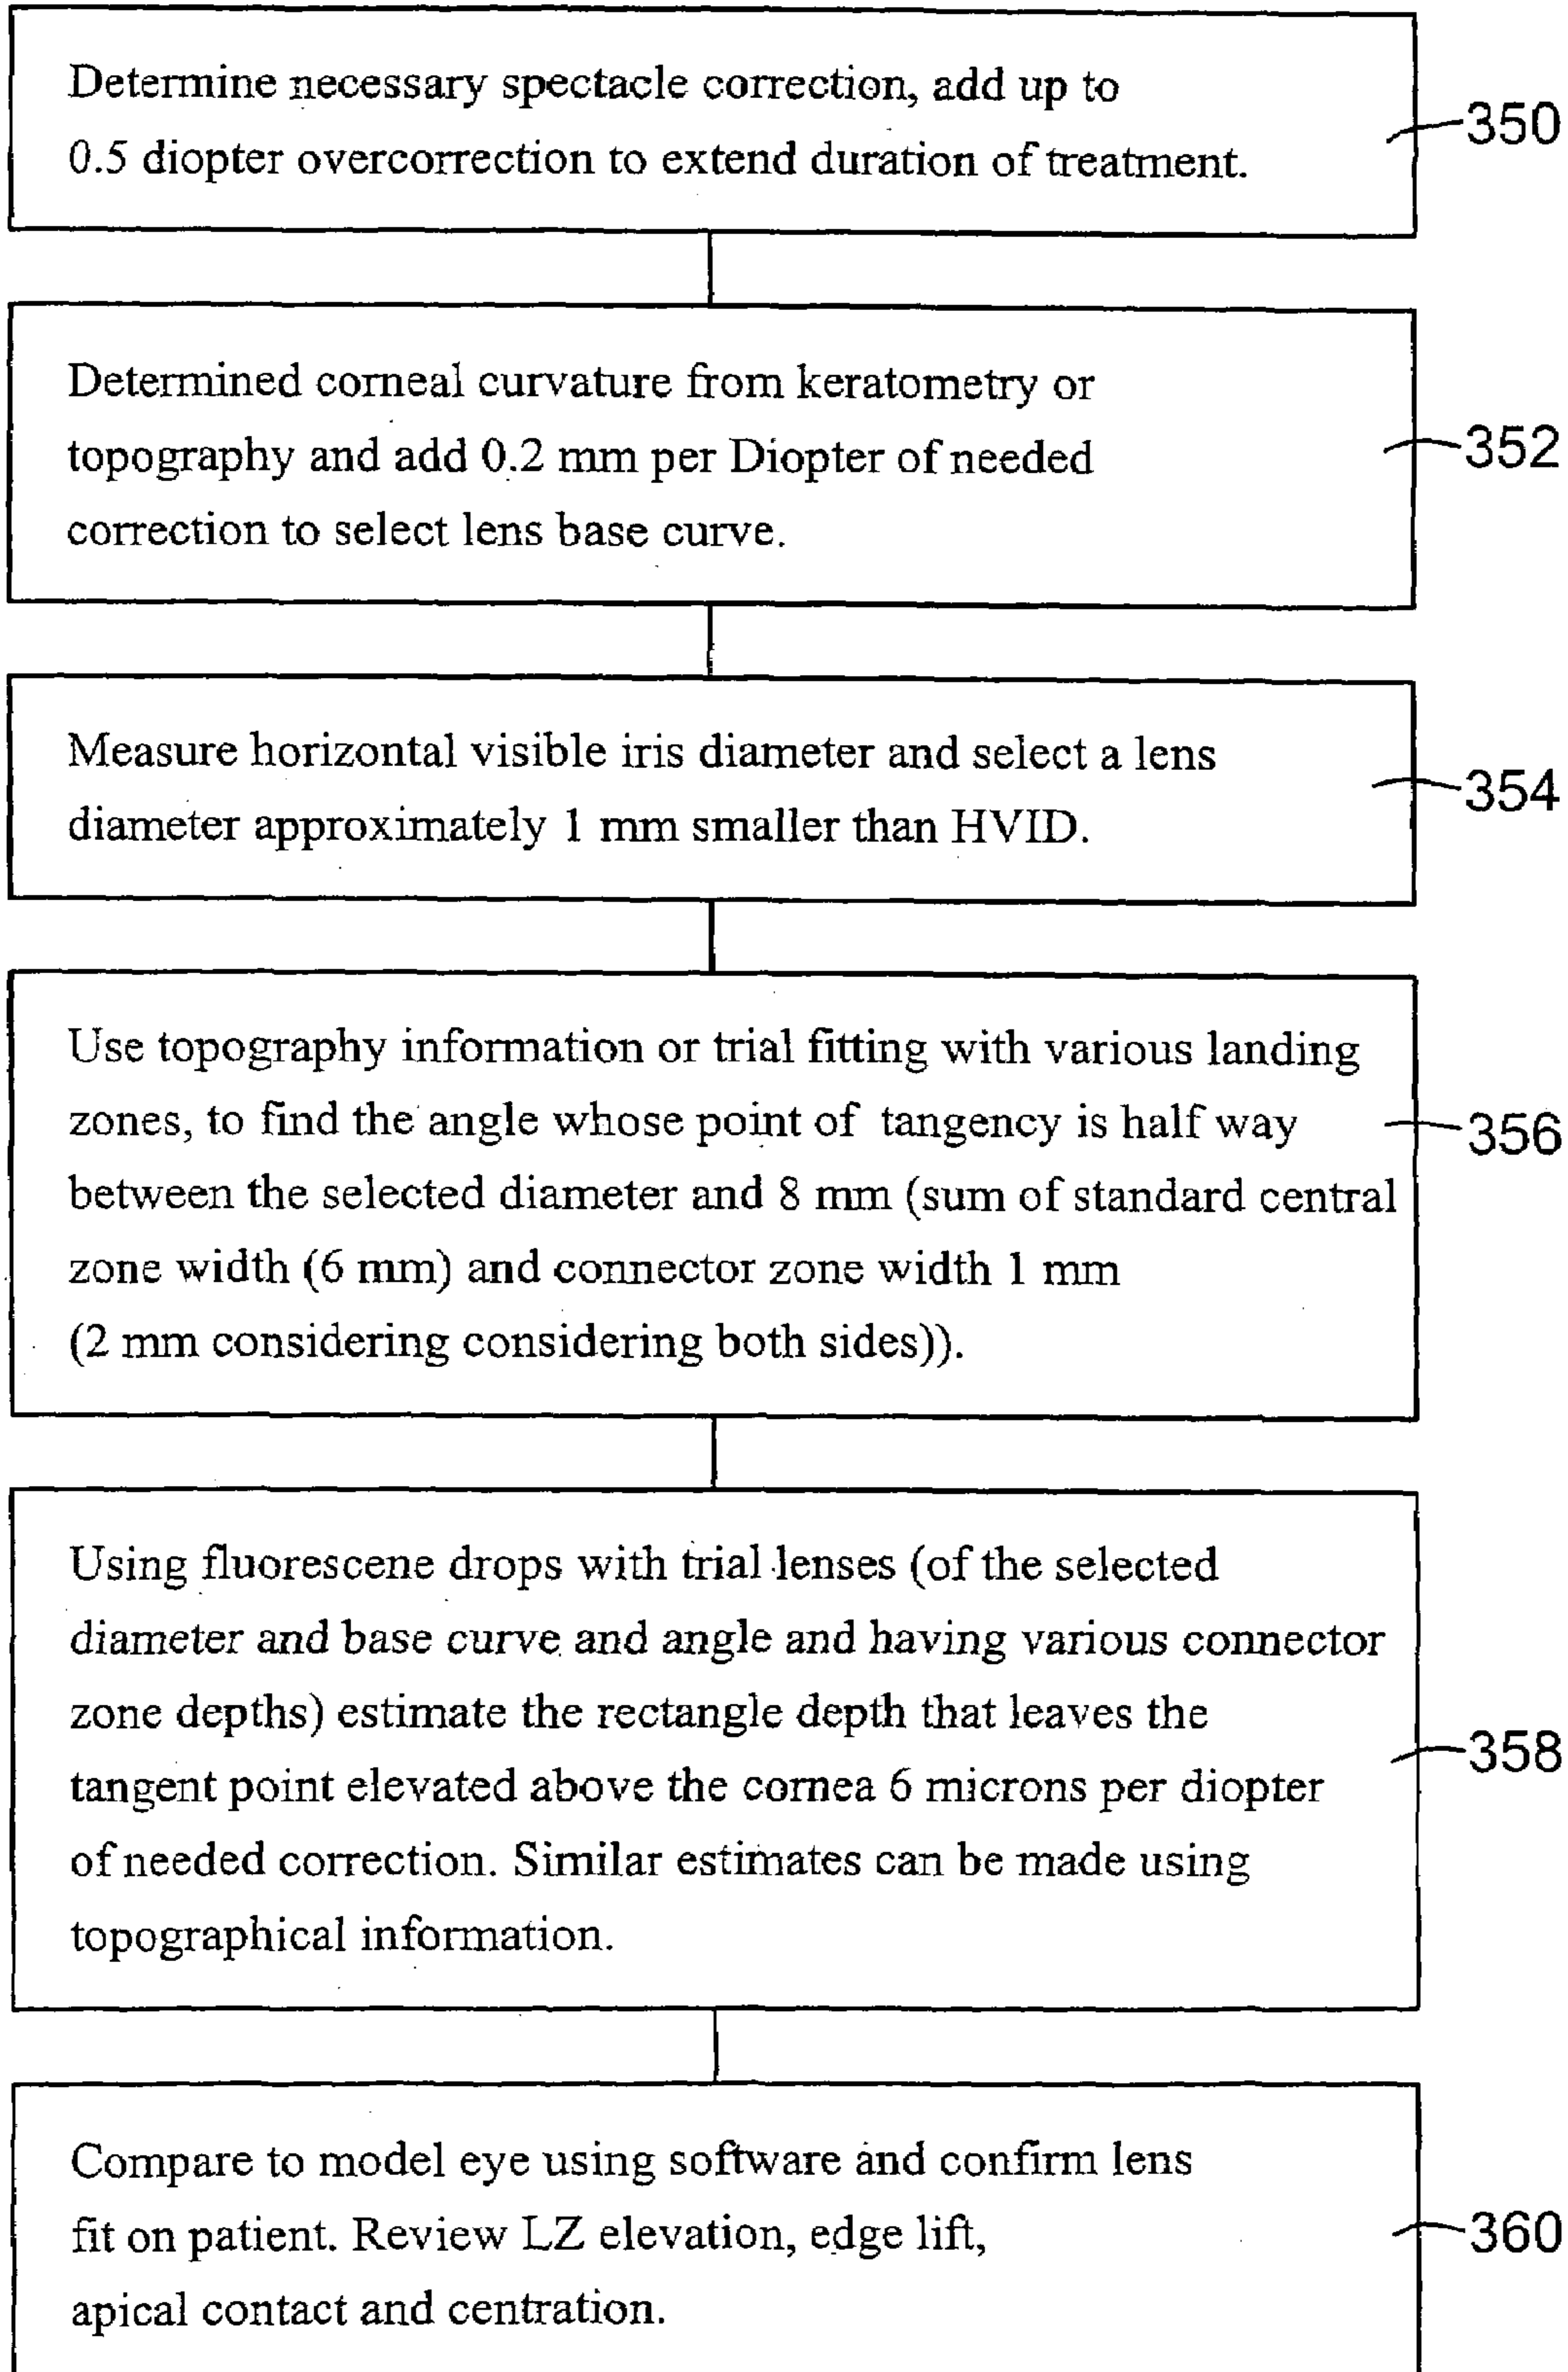 Determine necessary spectacle correction, add up to
0.5 diopter overcorrection to extend duration of treatment.
350
Determined corneal curvature from keratometry or
topography and add 0.2 mm per Diopter of needed
correction to select lens base curve.
352
Measure horizontal visible iris diameter and select a lens
diameter approximately 1 mm smaller than HVID.
354
Use topography information or trial fitting with various landing
zones, to find the angle whose point of tangency is half way
between the selected diameter and 8 mm (sum of standard central
zone width (6 mm) and connector zone width 1 mm
(2 mm considering considering both sides)).
356
Using fluorescene drops with trial lenses (of the selected
diameter and base curve and angle and having various connector
zone depths) estimate the rectangle depth that leaves the
tangent point elevated above the cornea 6 microns per diopter
of needed correction. Similar estimates can be made using
topographical information.
358
Compare to model eye using software and confirm lens
fit on patient. Review LZ elevation, edge lift,
apical contact and centration.
360